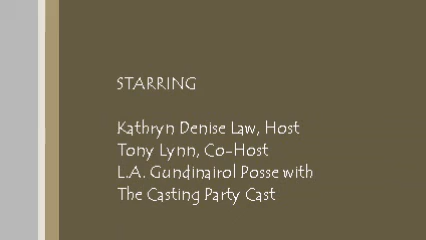 STARRING
Kathryn Denise Law, Host
Tony Lynn, Co-Host
L.A. Gundinairol Posse with
The Casting Party Cast